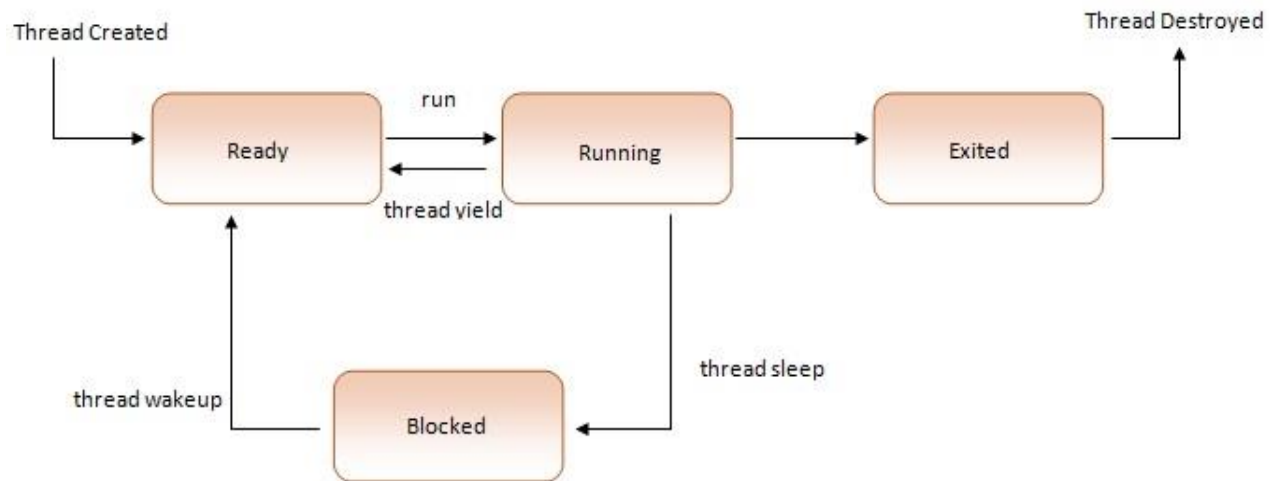 Thread Created
Thread Destroyed
run
Ready
Running
Exited
thread yield
thread sleep
thread wakeup
Blocked